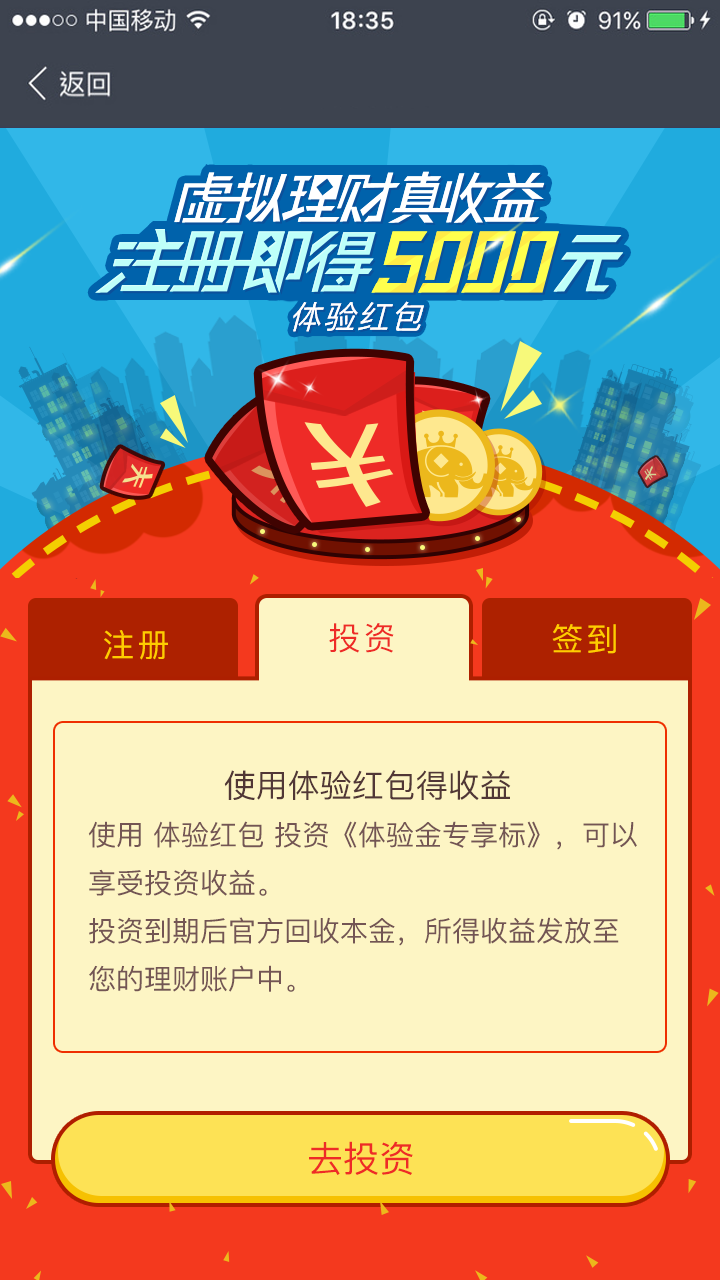 中国移动
18:35
91%
返回
虚拟理财真收益
注册即得5000元
体验红包
注册
投资
签到
使用体验红包得收益
使用 体验红包 投资《体验金专享标》，可以
享受投资收益。
投资到期后官方回收本金，所得收益发放至
您的理财账户中。
去投资